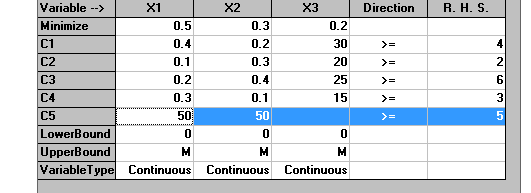 Variable --> X1 X2 X3 Direction R. H. S.
Minimize 0.5 0.3 0.2
C1 0.4 0.2 30 >= 4
C2 0.1 0.3 20 >= 2
C3 0.2 0.4 25 >= 6
C4 0.3 0.1 15 >= 3
C5 50 50 >= 5
LowerBound 0 0 0
UpperBound M M M
VariableType Continuous Continuous Continuous